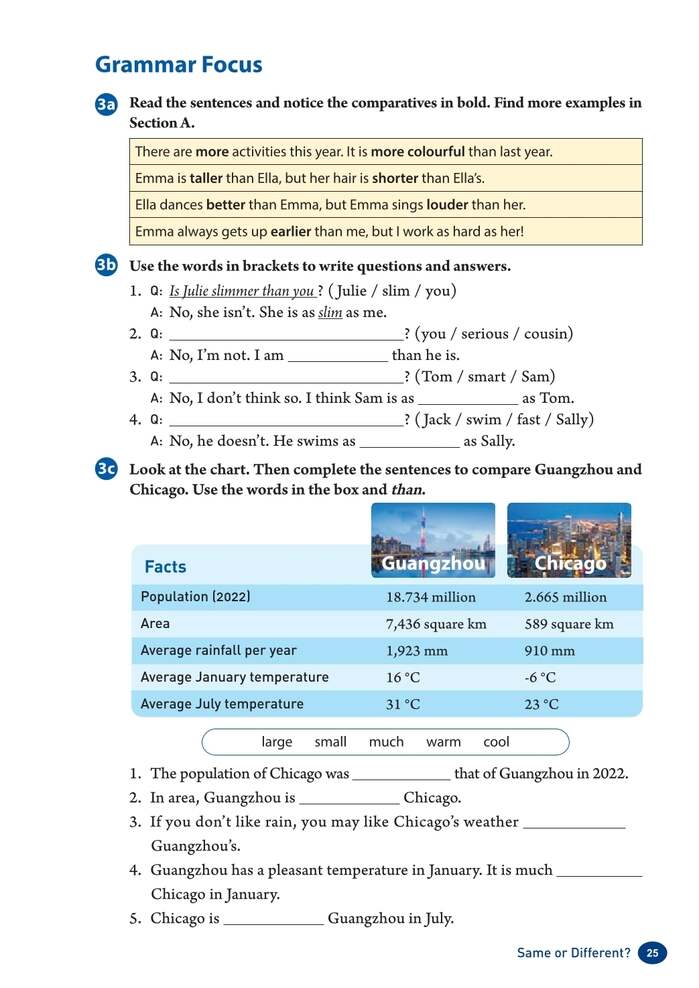 Grammar Focus
3a Read the sentences and notice the comparatives in bold. Find more examples in
Section A.
There are more activities this year. It is more colourful than last year.
Emma is taller than Ella, but her hair is shorter than Ella's.
Ella dances better than Emma, but Emma sings louder than her.
Emma always gets up earlier than me, but I work as hard as her!
3b Use the words in brackets to write questions and answers.
1. Q: Is Julie slimmer than you ? ( Julie / slim / you)
A: No, she isn't. She is as slim as me.
2. Q: ____________________? (you / serious / cousin)
A: No, I'm not. I am __________ than he is.
3. Q: ____________________? (Tom / smart / Sam)
A: No, I don't think so. I think Sam is as __________ as Tom.
4. Q: ____________________? ( Jack / swim / fast / Sally)
A: No, he doesn't. He swims as __________ as Sally.
3c Look at the chart. Then complete the sentences to compare Guangzhou and
Chicago. Use the words in the box and than.
Facts Guangzhou Chicago
Population (2022) 18.734 million 2.665 million
Area 7,436 square km 589 square km
Average rainfall per year 1,923 mm 910 mm
Average January temperature 16 °C -6 °C
Average July temperature 31 °C 23 °C
large small much warm cool
1. The population of Chicago was __________ that of Guangzhou in 2022.
2. In area, Guangzhou is __________ Chicago.
3. If you don't like rain, you may like Chicago's weather __________
Guangzhou's.
4. Guangzhou has a pleasant temperature in January. It is much __________
Chicago in January.
5. Chicago is __________ Guangzhou in July.
Same or Different? 25